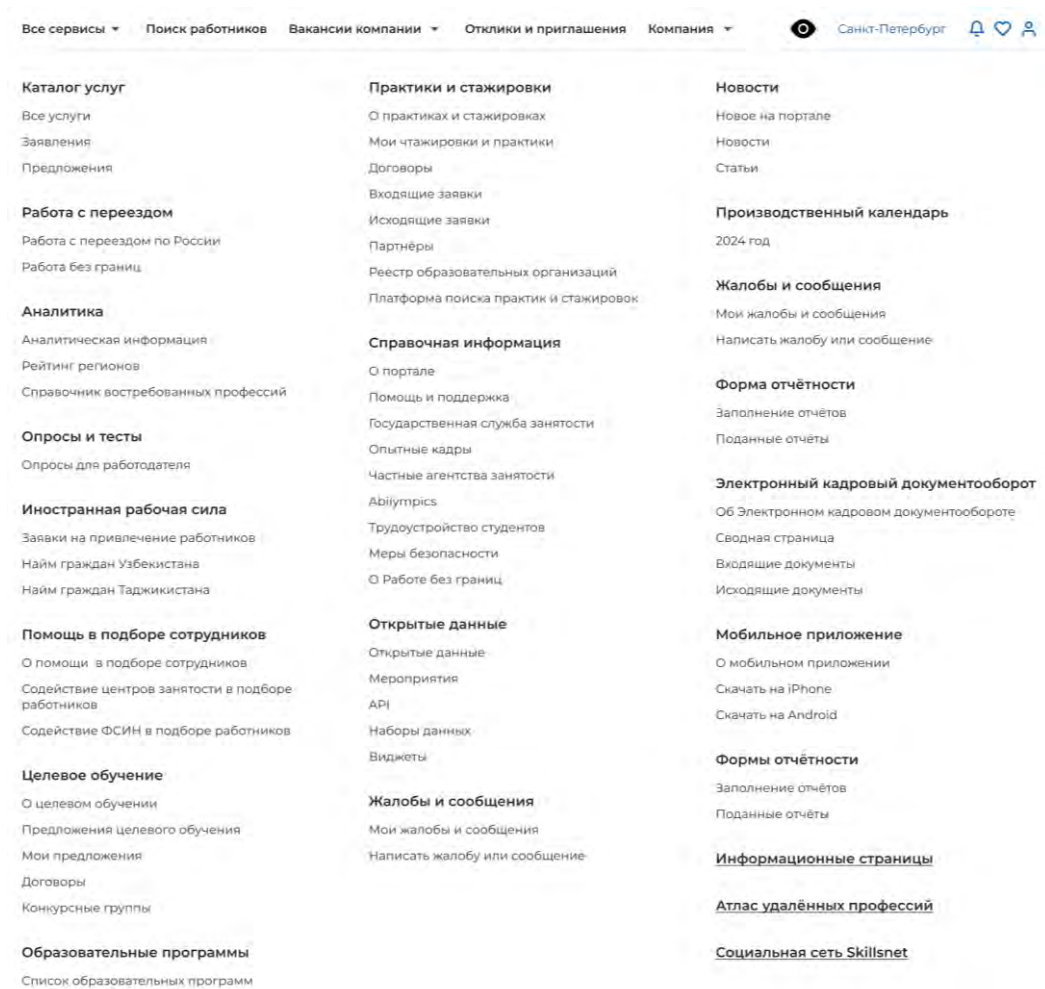 Все сервисы Поиск работников Вакансии компании Отклики и приглашения Компания Санкт-Петербург
Каталог услуг
Все услуги
Заявления
Предложения
Работа с переездом
Работа с переездом по России
Работа без границ
Аналитика
Аналитическая информация
Рейтинг регионов
Справочник востребованных профессий
Опросы и тесты
Опросы для работодателя
Иностранная рабочая сила
Заявки на привлечение работников
Найм граждан Узбекистана
Найм граждан Таджикистана
Помощь в подборе сотрудников
О помощи в подборе сотрудников
Содействие центров занятости в подборе
работников
Содействие ФСИН в подборе работников
Целевое обучение
О целевом обучении
Предложения целевого обучения
Мои предложения
Договоры
Конкурсные группы
Образовательные программы
Список образовательных программ
Практики и стажировки
О практиках и стажировках
Мои чтажировки и практики
Договоры
Входящие заявки
Исходящие заявки
Партнёры
Реестр образовательных организаций
Платформа поиска практик и стажировок
Справочная информация
О портале
Помощь и поддержка
Государственная служба занятости
Опытные кадры
Частные агентства занятости
Abilympics
Трудоустройство студентов
Меры безопасности
О Работе без границ
Открытые данные
Открытые данные
Мероприятия
API
Наборы данных
Виджеты
Жалобы и сообщения
Мои жалобы и сообщения
Написать жалобу или сообщение
Новости
Новое на портале
Новости
Статьи
Производственный календарь
2024 год
Жалобы и сообщения
Мои жалобы и сообщения
Написать жалобу или сообщение
Форма отчётности
Заполнение отчётов
Поданные отчёты
Электронный кадровый документооборот
Об Электронном кадровом документообороте
Сводная страница
Входящие документы
Исходящие документы
Мобильное приложение
О мобильном приложении
Скачать на iPhone
Скачать на Android
Формы отчётности
Заполнение отчётов
Поданные отчёты
Информационные страницы
Атлас удалённых профессий
Социальная сеть Skillsnet